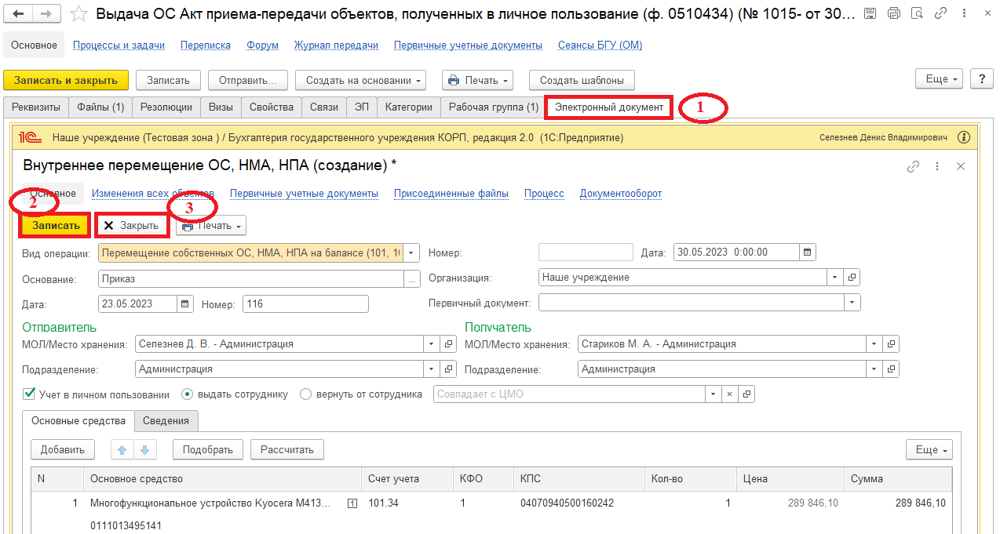 Выдача ОС Акт приема-передачи объектов, полученных в личное пользование (ф. 0510434) (№ 1015- от 30...
Основное Процессы и задачи Переписка Форум Журнал передачи Первичные учетные документы Сеансы БГУ (ОМ)
Записать и закрыть Записать Отправить... Создать на основании Печать Создать шаблоны Еще ?
Реквизиты Файлы (1) Резолюции Визы Свойства Связи ЭП Категории Рабочая группа (1) Электронный документ 1
1С Наше учреждение (Тестовая зона ) / Бухгалтерия государственного учреждения КОРП, редакция 2.0 (1С:Предприятие) Селезнев Денис Владимирович i
Внутреннее перемещение ОС, НМА, НПА (создание) *
Основное Изменения всех объектов Первичные учетные документы Присоединенные файлы Процесс Документооборот
2 3
Записать Закрыть Печать
Вид операции: Перемещение собственных ОС, НМА, НПА на балансе (101, 10 Номер: Дата: 30.05.2023 0:00:00
Основание: Приказ ... Организация: Наше учреждение
Дата: 23.05.2023 Номер: 116 Первичный документ:
Отправитель Получатель
МОЛ/Место хранения: Селезнев Д. В. - Администрация МОЛ/Место хранения: Стариков М. А. - Администрация
Подразделение: Администрация Подразделение: Администрация
Учет в личном пользовании выдать сотруднику вернуть от сотрудника Совпадает с ЦМО
Основные средства Сведения
Добавить Подобрать Рассчитать Еще
N Основное средство Счет учета КФО КПС Кол-во Цена Сумма
1 Многофункциональное устройство Kyocera M413... 1 101.34 1 04070940500160242 1 289 846,10 289 846,10
0111013495141